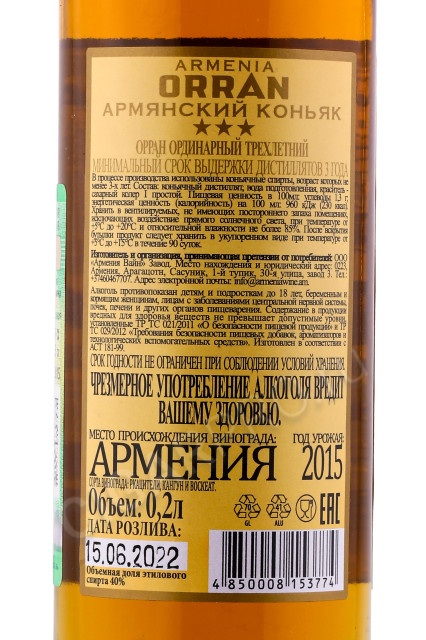 ARMENIA
ORRAN
АРМЯНСКИЙ КОНЬЯК
ОРРАН ОРДИНАРНЫЙ ТРЕХЛЕТНИЙ
МИНИМАЛЬНЫЙ СРОК ВЫДЕРЖКИ ДИСТИЛЛЯТОВ 3 ГОДА
В процессе производства использованы коньячные спирты, возраст которых не
менее 3-х лет. Состав: коньячный дистиллят, вода подготовленная, краситель -
сахарный колер 1 простой. Пищевая ценность в 100мл: углеводы 1,3 г;
энергетическая ценность (калорийность) на 100 мл: 960 кДж (230 ккал).
Хранить в вентилируемых, не имеющих постороннего запаха помещениях,
исключающих воздействие прямого солнечного света, при температуре от
+5°С до +20°С и относительной влажности не более 85%. После вскрытия
бутылки продукт следует хранить в укупоренном виде при температуре от
+5°С до +15°С в течение 90 суток.
Изготовитель и организация, принимающая претензии от потребителей: ООО
«Армения Вайн» Завод. Место нахождения и юридический адрес: 0225,
Армения, Арагацотн, Сасуник, 1-й тупик, 30-я улица, завод 3. Тел.
+37460467707. Адрес электронной почты: info@armeniawine.am.
Алкоголь противопоказан детям и подросткам до 18 лет, беременным и
кормящим женщинам, лицам с заболеваниями центральной нервной системы,
почек, печени и других органов пищеварения. Содержание в продукции
вредных для здоровья веществ не превышает допустимые уровни,
установленные ТР ТС 021/2011 «О безопасности пищевой продукции» и ТР ТС
029/2012 «Требования безопасности пищевых добавок, ароматизаторов и
технологических вспомогательных средств». Изготовлен в соответствии с
АСТ 181-99.
СРОК ГОДНОСТИ НЕ ОГРАНИЧЕН ПРИ СОБЛЮДЕНИИ УСЛОВИЙ ХРАНЕНИЯ.
ЧРЕЗМЕРНОЕ УПОТРЕБЛЕНИЕ АЛКОГОЛЯ ВРЕДИТ
ВАШЕМУ ЗДОРОВЬЮ.
МЕСТО ПРОИСХОЖДЕНИЯ ВИНОГРАДА: ГОД УРОЖАЯ:
АРМЕНИЯ 2015
СОРТА ВИНОГРАДА: РКАЦИТЕЛИ, КАНГУН И ВОСКЕАТ.
Объем: 0,2л
ДАТА РОЗЛИВА:
70 GL 41 ALU EAC
15.06.2022
Объемная доля этилового
спирта 40%
4 850008 153774